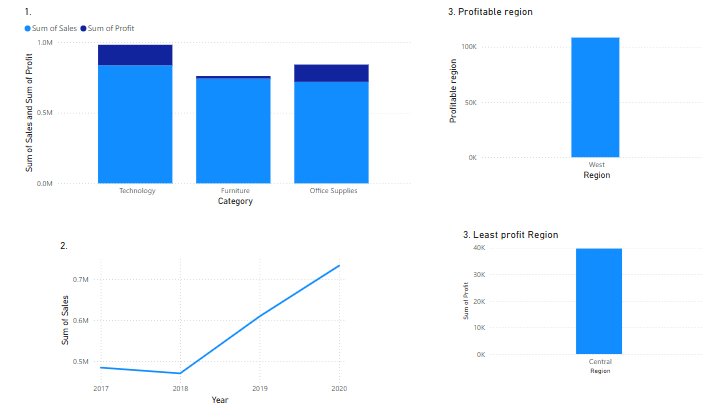 1.
Sum of Sales Sum of Profit
Sum of Sales and Sum of Profit
1.0M
0.5M
0.0M
Technology Furniture Office Supplies
Category
3. Profitable region
Profitable region
100K
50K
0K
West
Region
2.
Sum of Sales
0.7M
0.6M
0.5M
2017 2018 2019 2020
Year
3. Least profit Region
Sum of Profit
40K
30K
20K
10K
0K
Central
Region